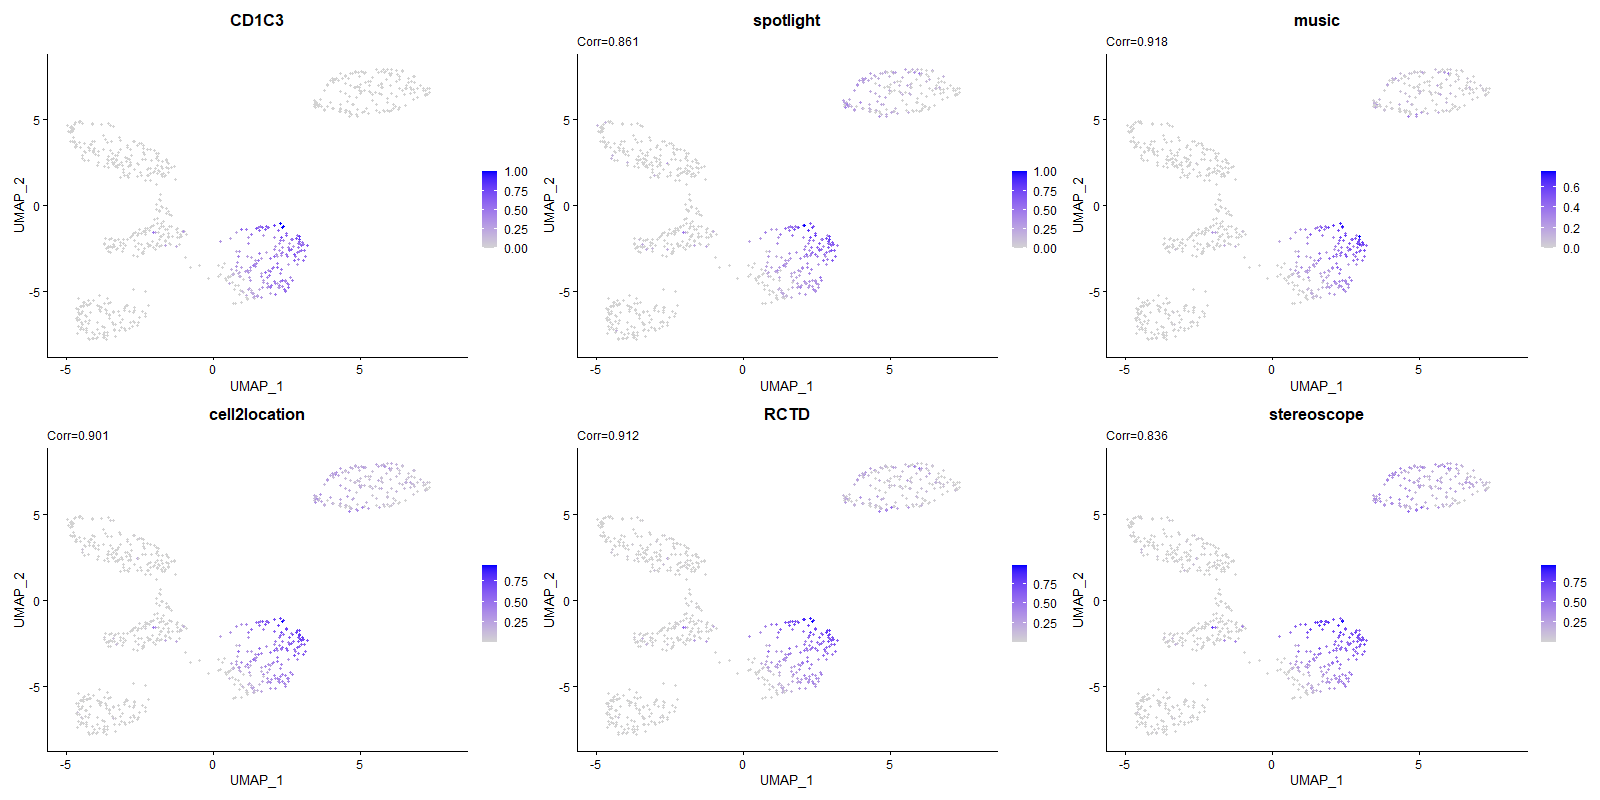 CD1C3
5
0
-5
UMAP_2
-5
0
5
UMAP_1
1.00
0.75
0.50
0.25
0.00
spotlight
Corr=0.861
5
0
-5
UMAP_2
-5
0
5
UMAP_1
1.00
0.75
0.50
0.25
0.00
music
Corr=0.918
5
0
-5
UMAP_2
-5
0
5
UMAP_1
0.6
0.4
0.2
0.0
cell2location
Corr=0.901
5
0
-5
UMAP_2
-5
0
5
UMAP_1
0.75
0.50
0.25
RCTD
Corr=0.912
5
0
-5
UMAP_2
-5
0
5
UMAP_1
0.75
0.50
0.25
stereoscope
Corr=0.836
5
0
-5
UMAP_2
-5
0
5
UMAP_1
0.75
0.50
0.25